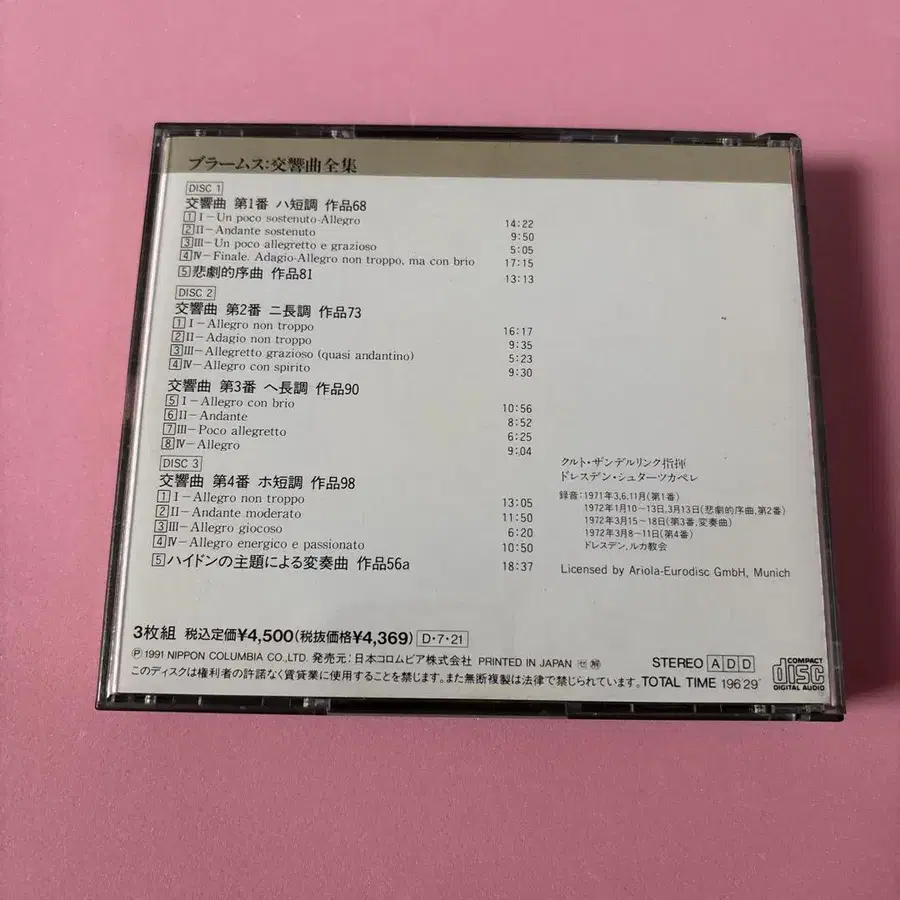 ブラームス:交響曲全集
DISC 1
交響曲 第1番 ハ短調 作品68
1 I－Un poco sostenuto-Allegro 14:22
2 II－Andante sostenuto 9:50
3 III－Un poco allegretto e grazioso 5:05
4 IV－Finale. Adagio-Allegro non troppo, ma con brio 17:15
5 悲劇的序曲 作品81 13:13
DISC 2
交響曲 第2番 ニ長調 作品73
1 I－Allegro non troppo 16:17
2 II－Adagio non troppo 9:35
3 III－Allegretto grazioso (quasi andantino) 5:23
4 IV－Allegro con spirito 9:30
交響曲 第3番 ヘ長調 作品90
5 I－Allegro con brio 10:56
6 II－Andante 8:52
7 III－Poco allegretto 6:25
8 IV－Allegro 9:04
DISC 3
交響曲 第4番 ホ短調 作品98
1 I－Allegro non troppo 13:05
2 II－Andante moderato 11:50
3 III－Allegro giocoso 6:20
4 IV－Allegro energico e passionato 10:50
5 ハイドンの主題による変奏曲 作品56a 18:37
クルト・ザンデルリンク指揮
ドレスデン・シュターツカペレ
録音:1971年3,6,11月(第1番)
1972年1月10－13日,3月13日(悲劇的序曲,第2番)
1972年3月15－18日(第3番,変奏曲)
1972年3月8－11日(第4番)
ドレスデン,ルカ教会
Licensed by Ariola-Eurodisc GmbH, Munich
3枚組 税込定価¥4,500(税抜価格¥4,369) D・7・21
Ⓟ1991 NIPPON COLUMBIA CO.,LTD. 発売元:日本コロムビア株式会社 PRINTED IN JAPAN セ 解 STEREO A D D
このディスクは権利者の許諾なく賃貸業に使用することを禁じます。また無断複製は法律で禁じられています。 TOTAL TIME 196'29"
COMPACT disc DIGITAL AUDIO